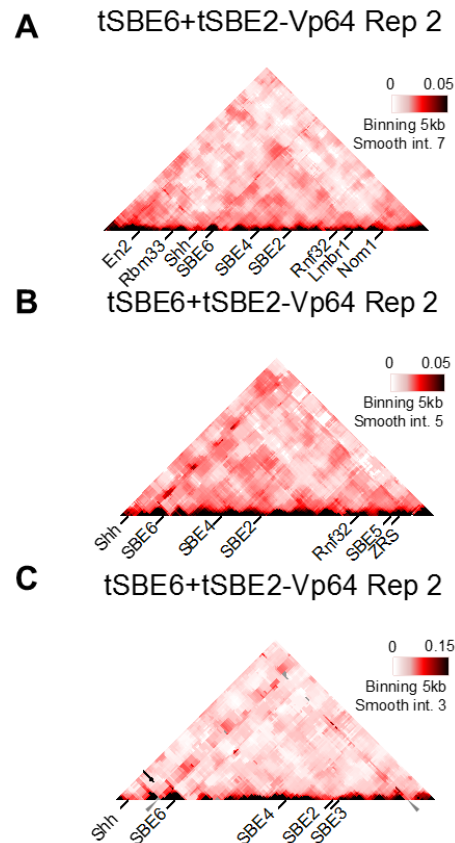 A
tSBE6+tSBE2-Vp64 Rep 2
0 0.05
Binning 5kb
Smooth int. 7
En2 Rbm33 Shh SBE6 SBE4 SBE2 Rnf32 Lmbr1 Nom1
B
tSBE6+tSBE2-Vp64 Rep 2
0 0.05
Binning 5kb
Smooth int. 5
Shh SBE6 SBE4 SBE2 Rnf32 SBE5 ZRS
C
tSBE6+tSBE2-Vp64 Rep 2
0 0.15
Binning 5kb
Smooth int. 3
Shh SBE6 SBE4 SBE2 SBE3